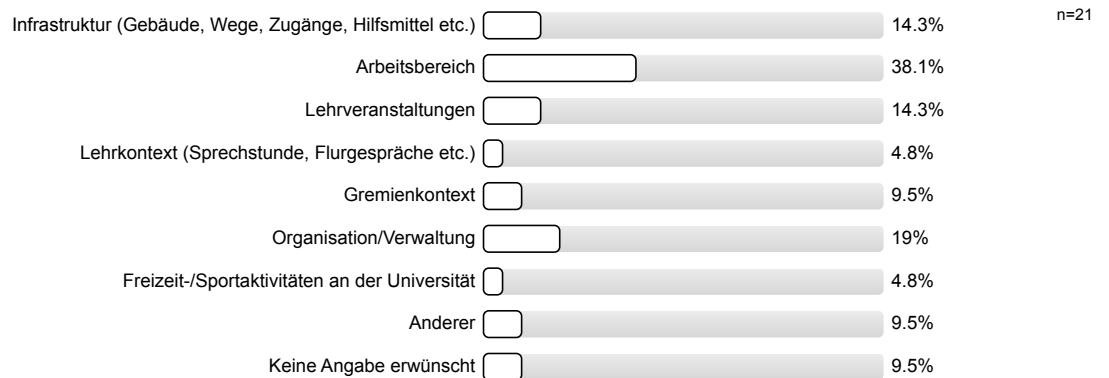 Infrastruktur (Gebäude, Wege, Zugänge, Hilfsmittel etc.) 14.3% n=21
Arbeitsbereich 38.1%
Lehrveranstaltungen 14.3%
Lehrkontext (Sprechstunde, Flurgespräche etc.) 4.8%
Gremienkontext 9.5%
Organisation/Verwaltung 19%
Freizeit-/Sportaktivitäten an der Universität 4.8%
Anderer 9.5%
Keine Angabe erwünscht 9.5%